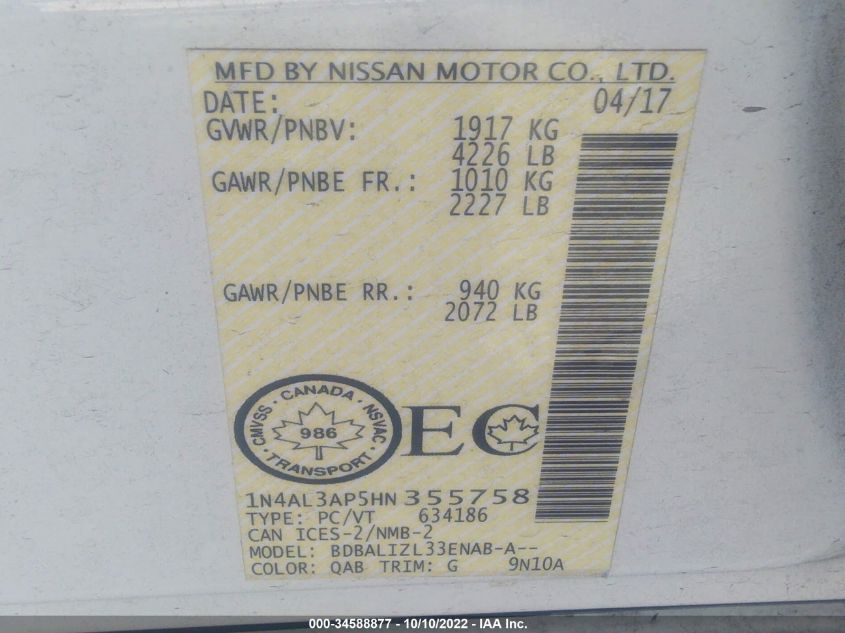 MFD BY NISSAN MOTOR CO., LTD.
DATE: 04/17
GVWR/PNBV: 1917 KG
4226 LB
GAWR/PNBE FR.: 1010 KG
2227 LB
GAWR/PNBE RR.: 940 KG
2072 LB
CMVSS · CANADA · NSVAC
986
· TRANSPORT ·
EC
1N4AL3AP5HN355758
TYPE: PC/VT 634186
CAN ICES-2/NMB-2
MODEL: BDBALIZL33ENAB-A--
COLOR: QAB TRIM: G 9N10A
000-34588877 - 10/10/2022 - IAA Inc.